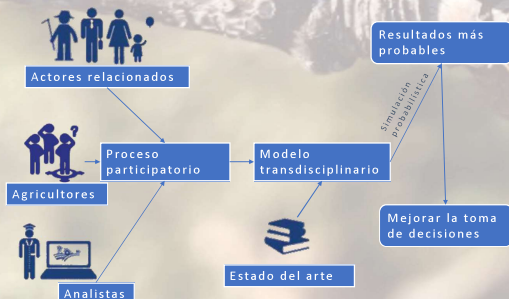 Actores relacionados
Agricultores
Analistas
Proceso
participatorio
Modelo
transdisciplinario
Estado del arte
Simulación
probabilística
Resultados más
probables
Mejorar la toma
de decisiones
?